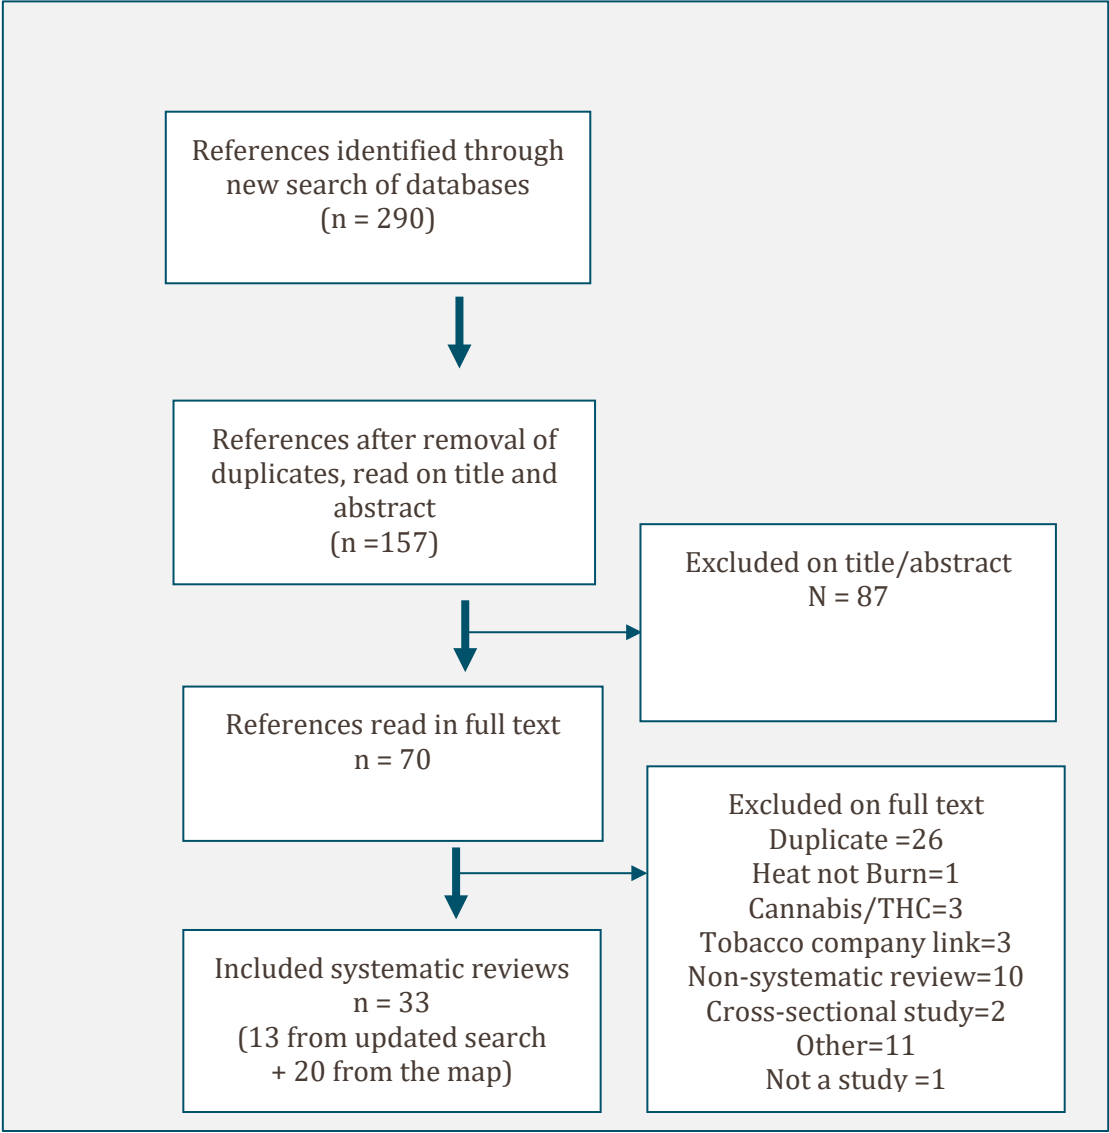 References identified through
new search of databases
(n = 290)
References after removal of
duplicates, read on title and
abstract
(n =157)
Excluded on title/abstract
N = 87
References read in full text
n = 70
Excluded on full text
Duplicate =26
Heat not Burn=1
Cannabis/THC=3
Tobacco company link=3
Non-systematic review=10
Cross-sectional study=2
Other=11
Not a study =1
Included systematic reviews
n = 33
(13 from updated search
+ 20 from the map)